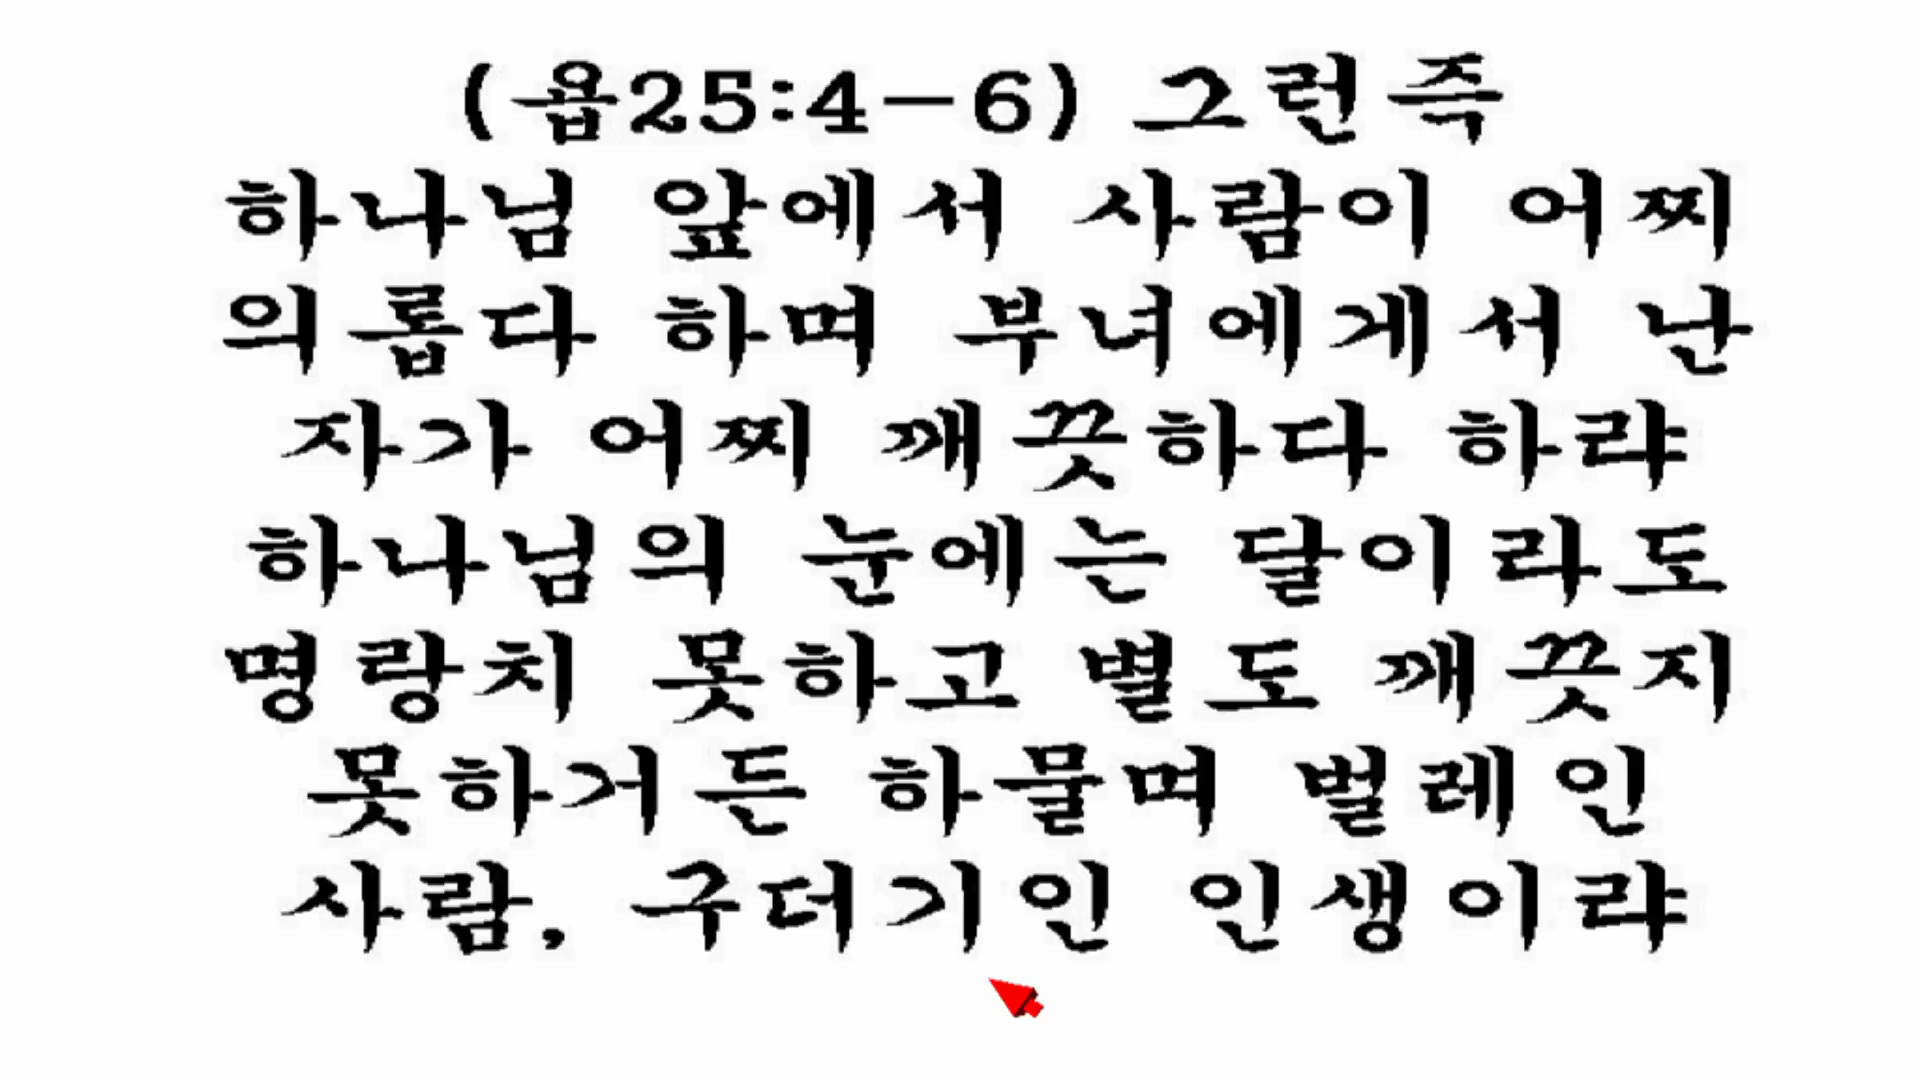 (욥25:4-6) 그런즉
하나님 앞에서 사람이 어찌
의롭다 하며 부녀에게서 난
자가 어찌 깨끗하다 하랴
하나님의 눈에는 달이라도
명랑치 못하고 별도 깨끗지
못하거든 하물며 벌레인
사람, 구더기인 인생이랴